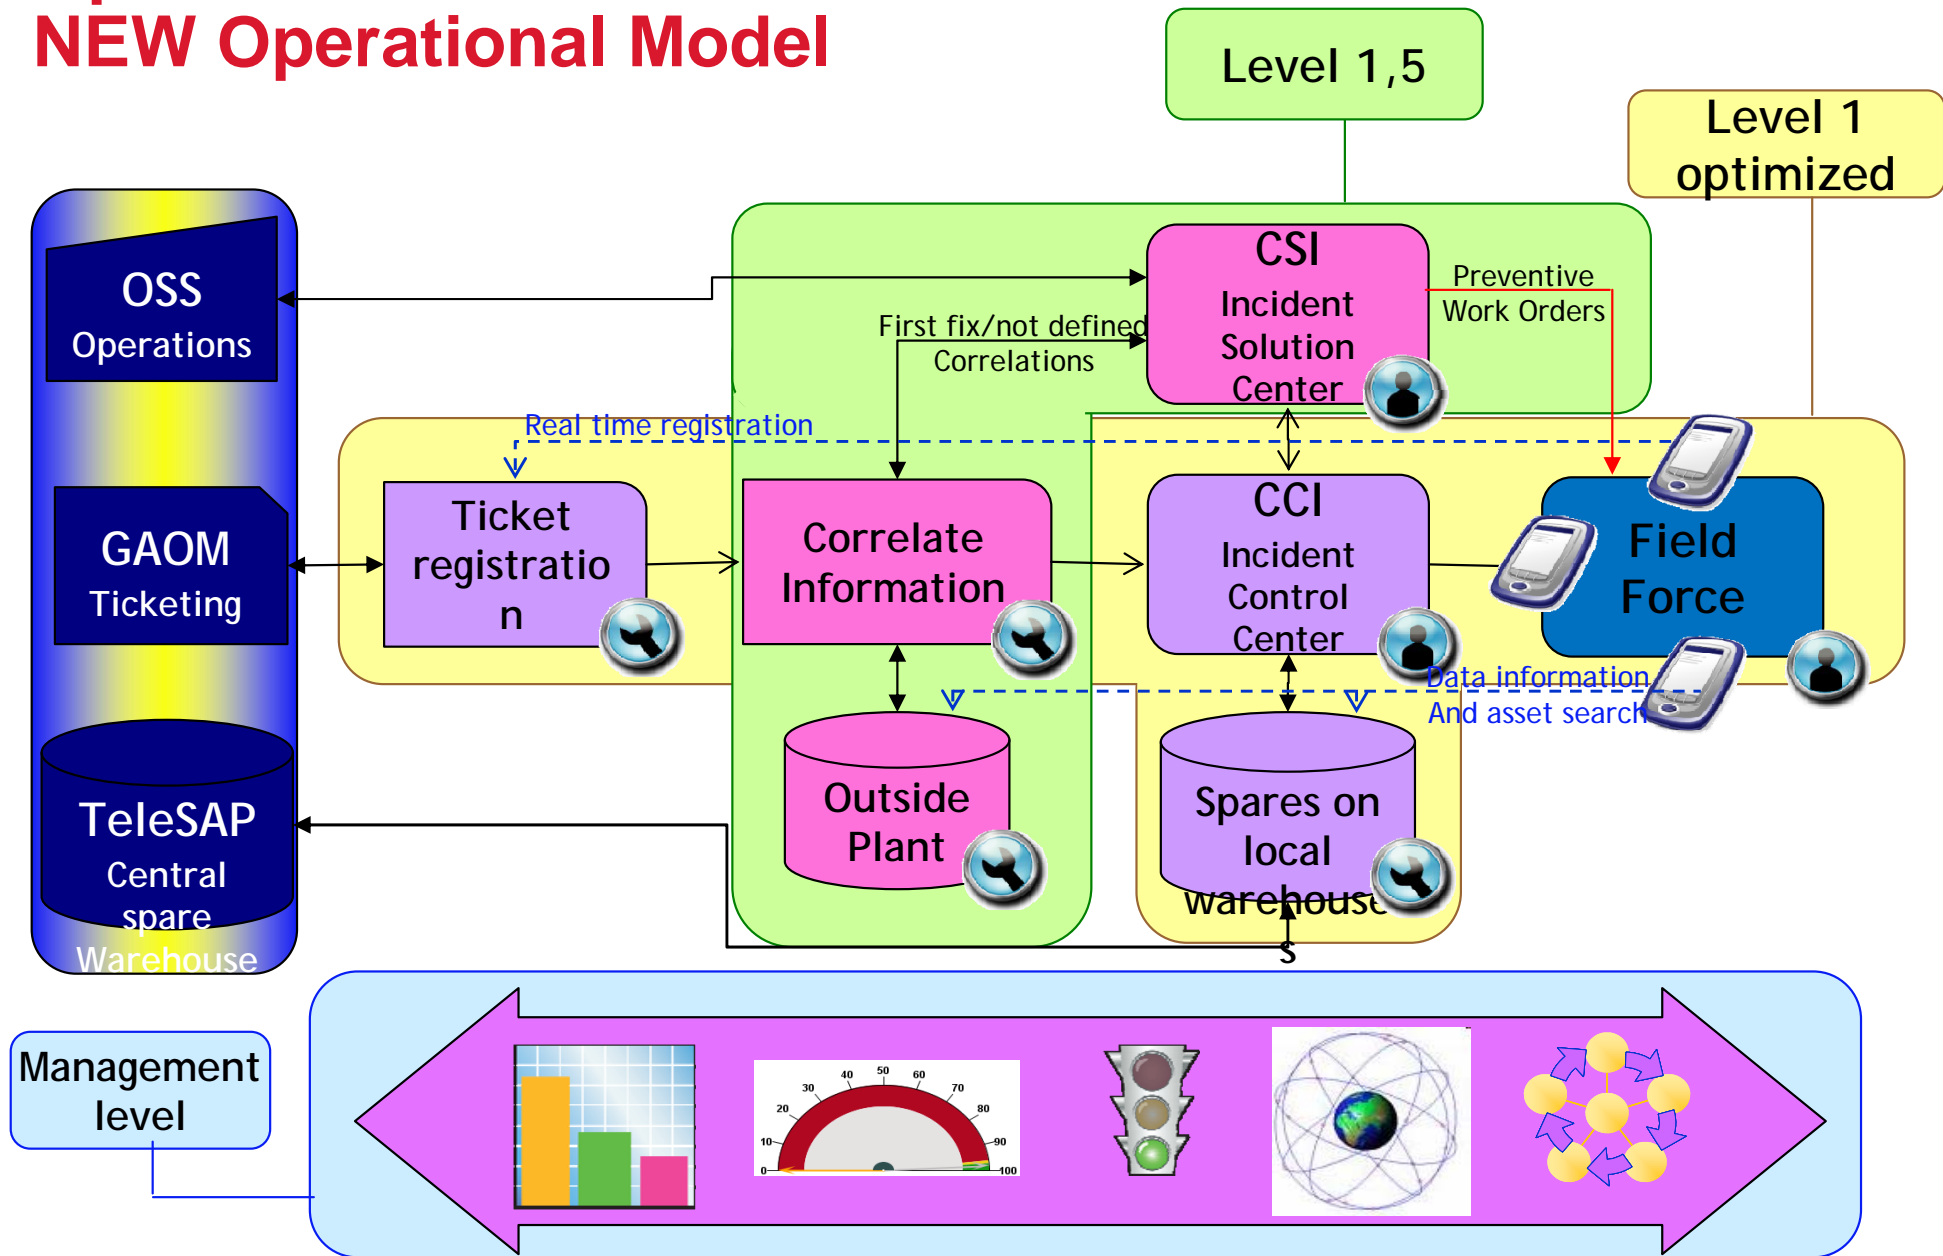 NEW Operational Model
Level 1,5
Level 1
optimized
OSS
Operations
GAOM
Ticketing
TeleSAP
Central
spare
Warehouse
CSI
Incident
Solution
Center
Preventive
Work Orders
First fix/not defined
Correlations
Real time registration
Ticket
registratio
n
Correlate
Information
CCI
Incident
Control
Center
Field
Force
Data information
And asset search
Outside
Plant
Spares on
local
warehouse
s
Management
level
0
10
20
30
40
50
60
70
80
90
100